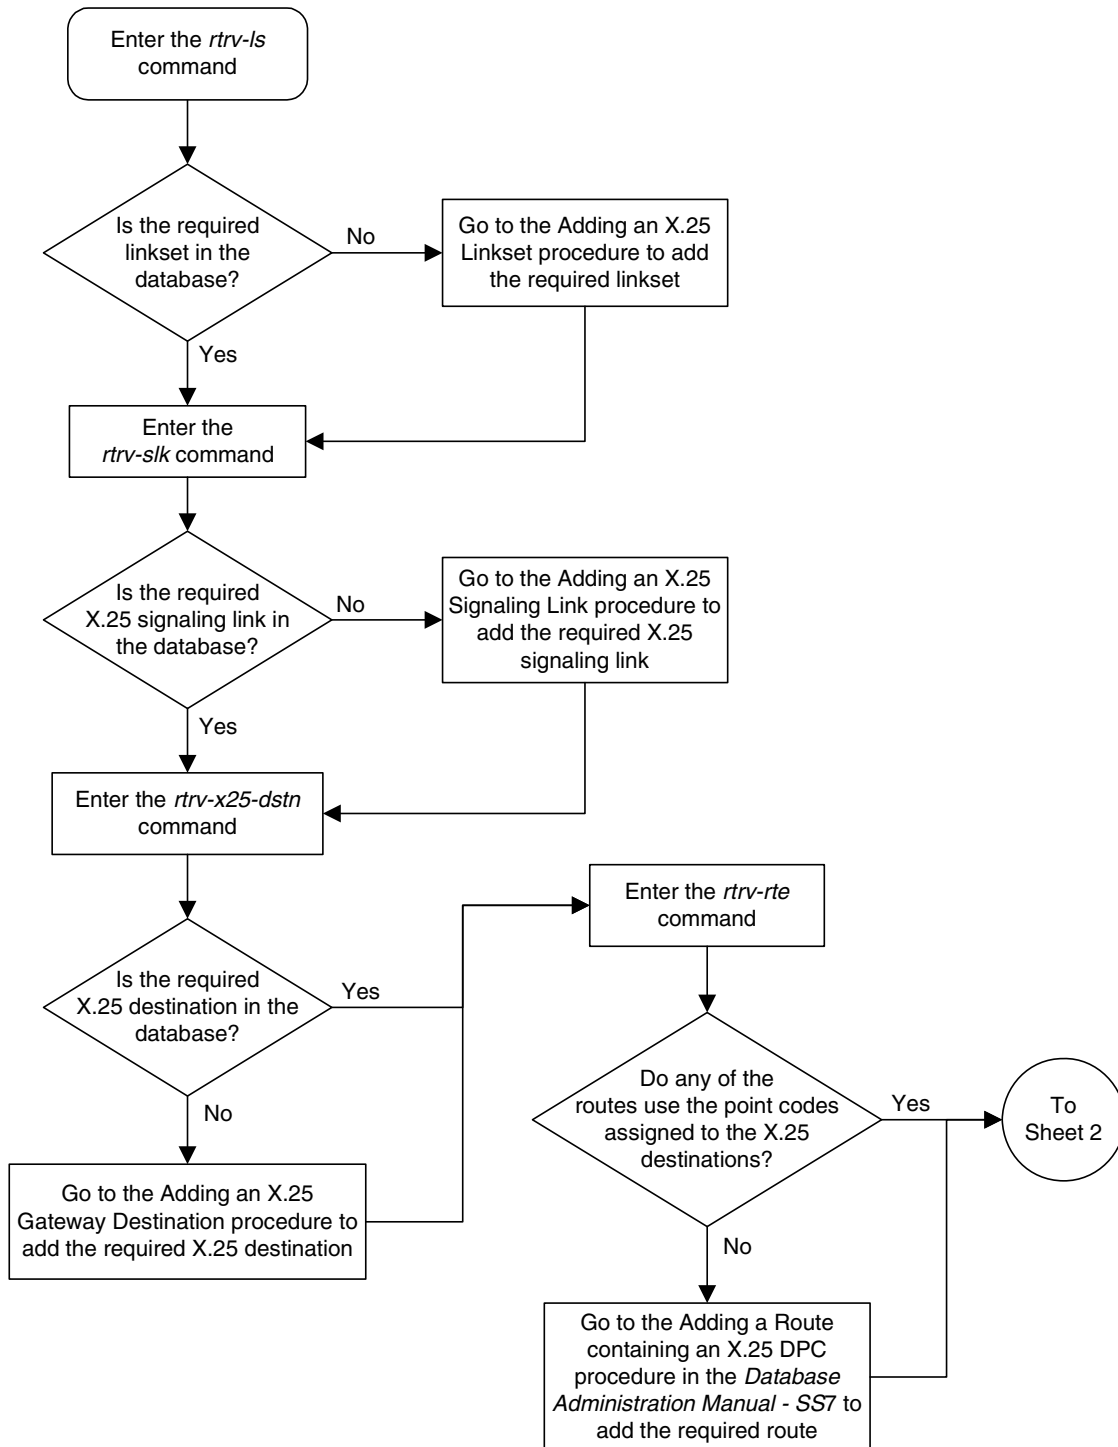 Enter the rtrv-ls
command
Is the required
linkset in the
database?
No
Go to the Adding an X.25
Linkset procedure to add
the required linkset
Yes
Enter the
rtrv-slk command
Is the required
X.25 signaling link in
the database?
No
Go to the Adding an X.25
Signaling Link procedure to
add the required X.25
signaling link
Yes
Enter the rtrv-x25-dstn
command
Is the required
X.25 destination in the
database?
Yes
No
Go to the Adding an X.25
Gateway Destination procedure to
add the required X.25 destination
Enter the rtrv-rte
command
Do any of the
routes use the point codes
assigned to the X.25
destinations?
Yes
To
Sheet 2
No
Go to the Adding a Route
containing an X.25 DPC
procedure in the Database
Administration Manual - SS7 to
add the required route